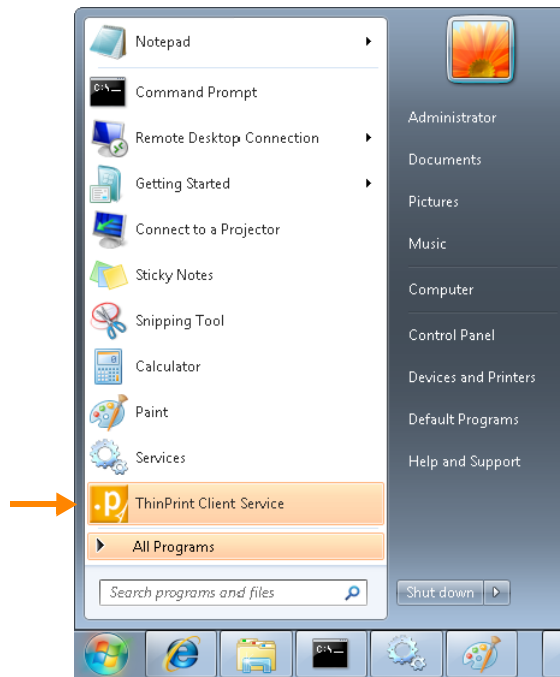 Notepad
C:\_
Command Prompt
Remote Desktop Connection
Getting Started
Connect to a Projector
Sticky Notes
Snipping Tool
Calculator
Paint
Services
.p
ThinPrint Client Service
All Programs
Search programs and files
Administrator
Documents
Pictures
Music
Computer
Control Panel
Devices and Printers
Default Programs
Help and Support
Shut down
C:\_